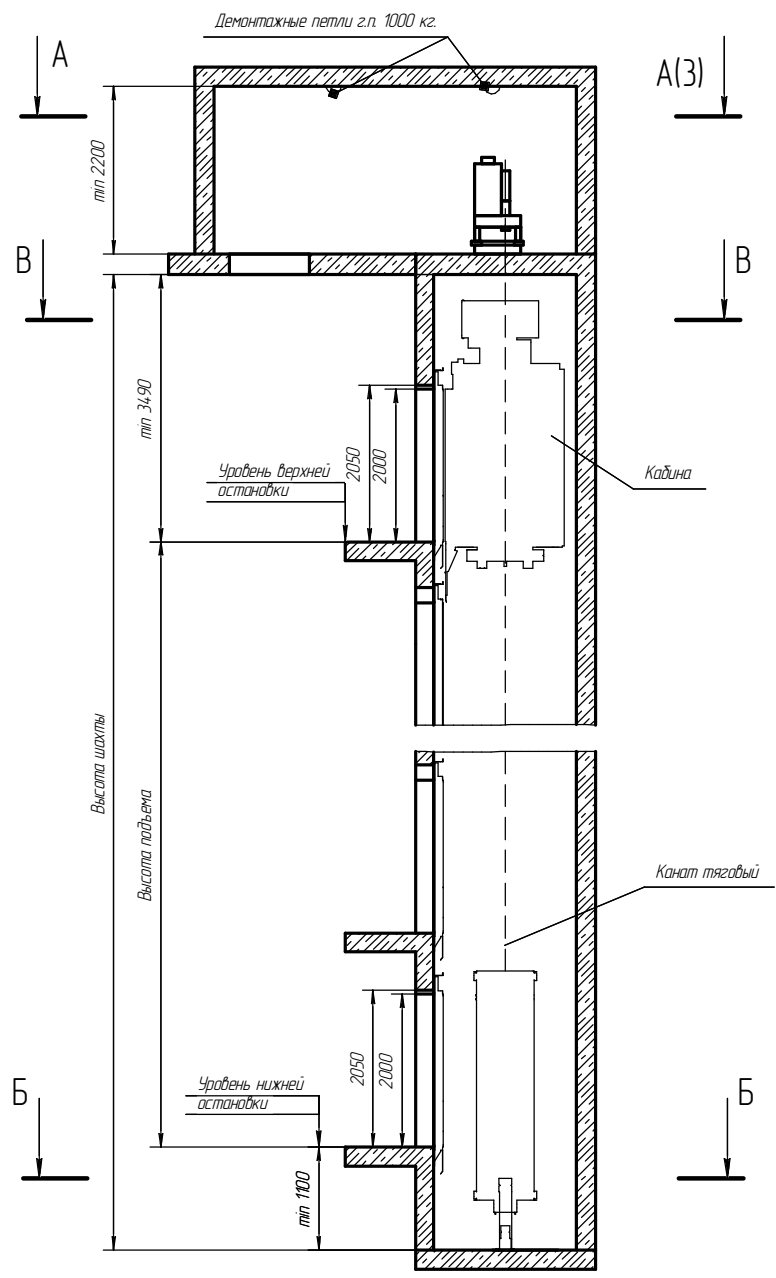 Демонтажные петли г.п. 1000 кг.
А
А(3)
min 2200
В
В
min 3490
2050
2000
Уровень верхней
остановки
Кабина
Высота шахты
Высота подъема
Канат тяговый
2050
2000
Уровень нижней
остановки
Б
Б
min 1100